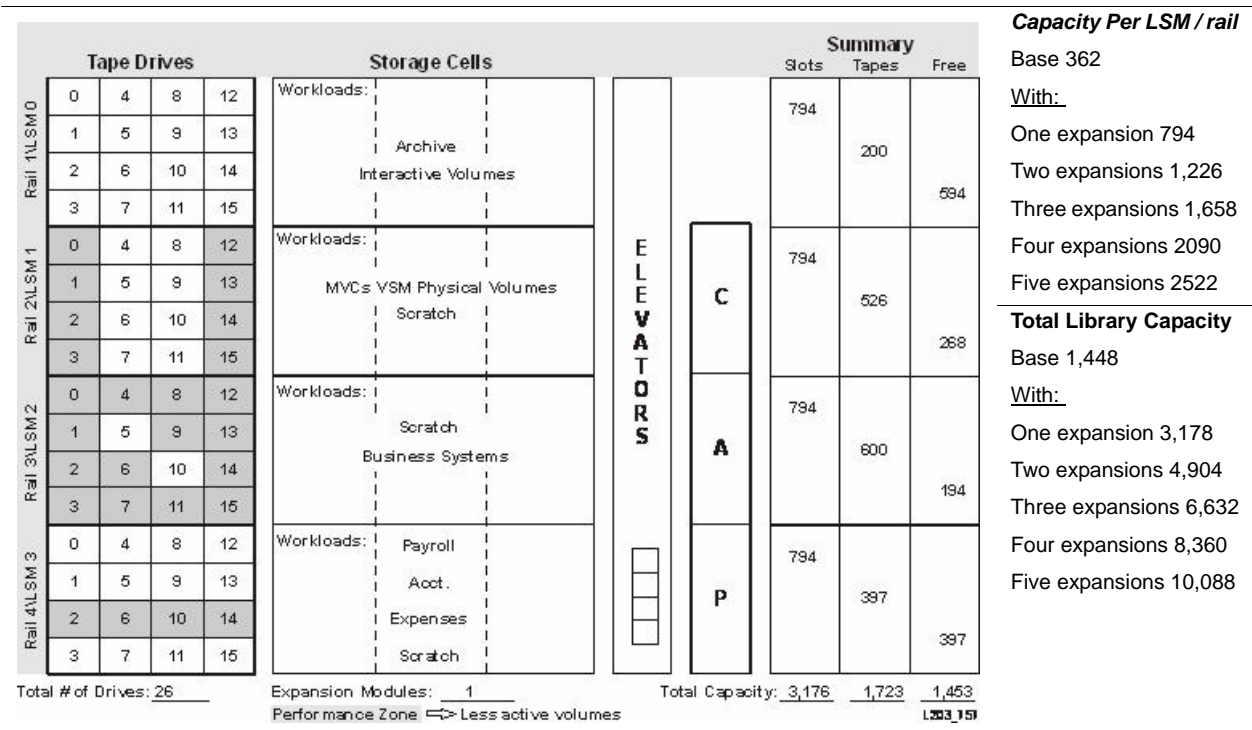 Summary
Tape Drives Storage Cells Slots Tapes Free
Rail 1\LSM 0
0 4 8 12
1 5 9 13
2 6 10 14
3 7 11 15
Workloads:
Archive
Interactive Volumes
794
200
594
Rail 2\LSM 1
0 4 8 12
1 5 9 13
2 6 10 14
3 7 11 15
Workloads:
MVCs VSM Physical Volumes
Scratch
794
526
268
Rail 3\LSM 2
0 4 8 12
1 5 9 13
2 6 10 14
3 7 11 15
Workloads:
Scratch
Business Systems
794
600
194
Rail 4\LSM 3
0 4 8 12
1 5 9 13
2 6 10 14
3 7 11 15
Workloads:
Payroll
Acct.
Expenses
Scratch
794
397
397
ELEVATORS
C
A
P
Total # of Drives: 26 Expansion Modules: 1 Total Capacity: 3,176 1,723 1,453
Performance Zone Less active volumes
L203_151
Capacity Per LSM / rail
Base 362
With:
One expansion 794
Two expansions 1,226
Three expansions 1,658
Four expansions 2090
Five expansions 2522
Total Library Capacity
Base 1,448
With:
One expansion 3,178
Two expansions 4,904
Three expansions 6,632
Four expansions 8,360
Five expansions 10,088